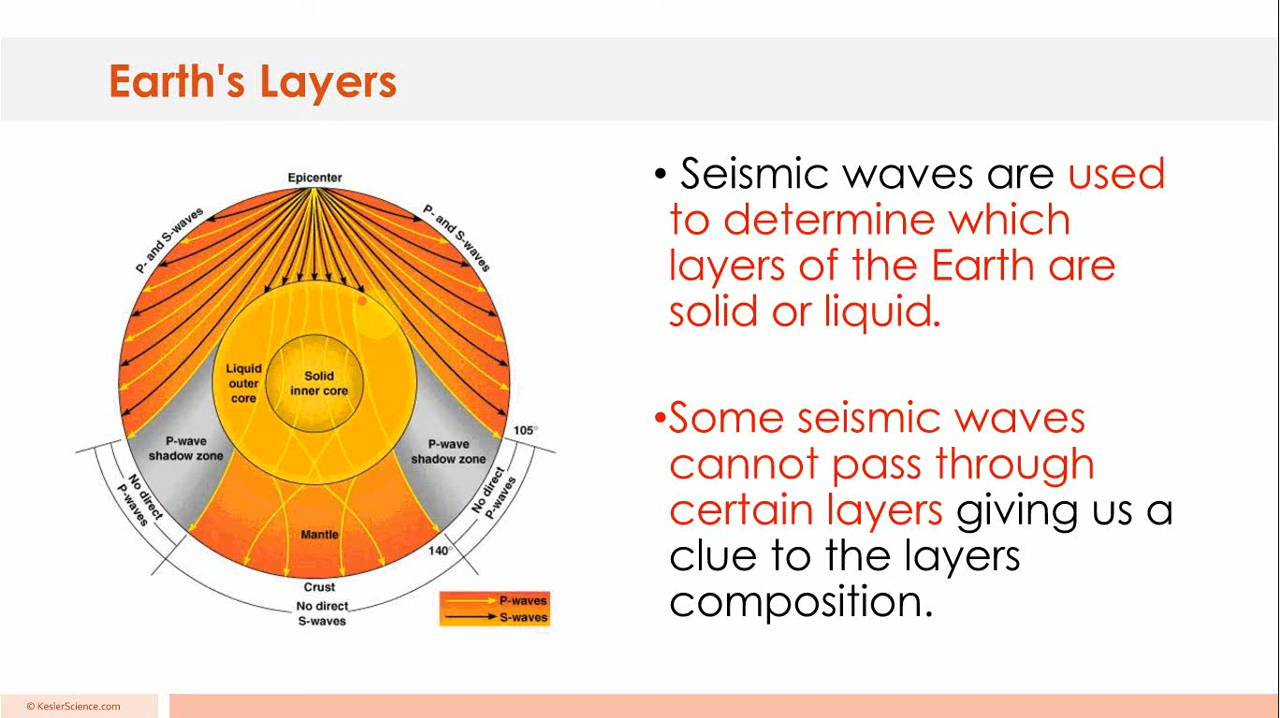 Earth's Layers
Epicenter
P- and S-waves
P- and S-waves
Liquid
outer
core
Solid
inner core
P-wave
shadow zone
P-wave
shadow zone
105°
No direct
P-waves
No direct
P-waves
Mantle
140°
Crust
No direct
S-waves
P-waves
S-waves
• Seismic waves are used
to determine which
layers of the Earth are
solid or liquid.
•Some seismic waves
cannot pass through
certain layers giving us a
clue to the layers
composition.
© KeslerScience.com